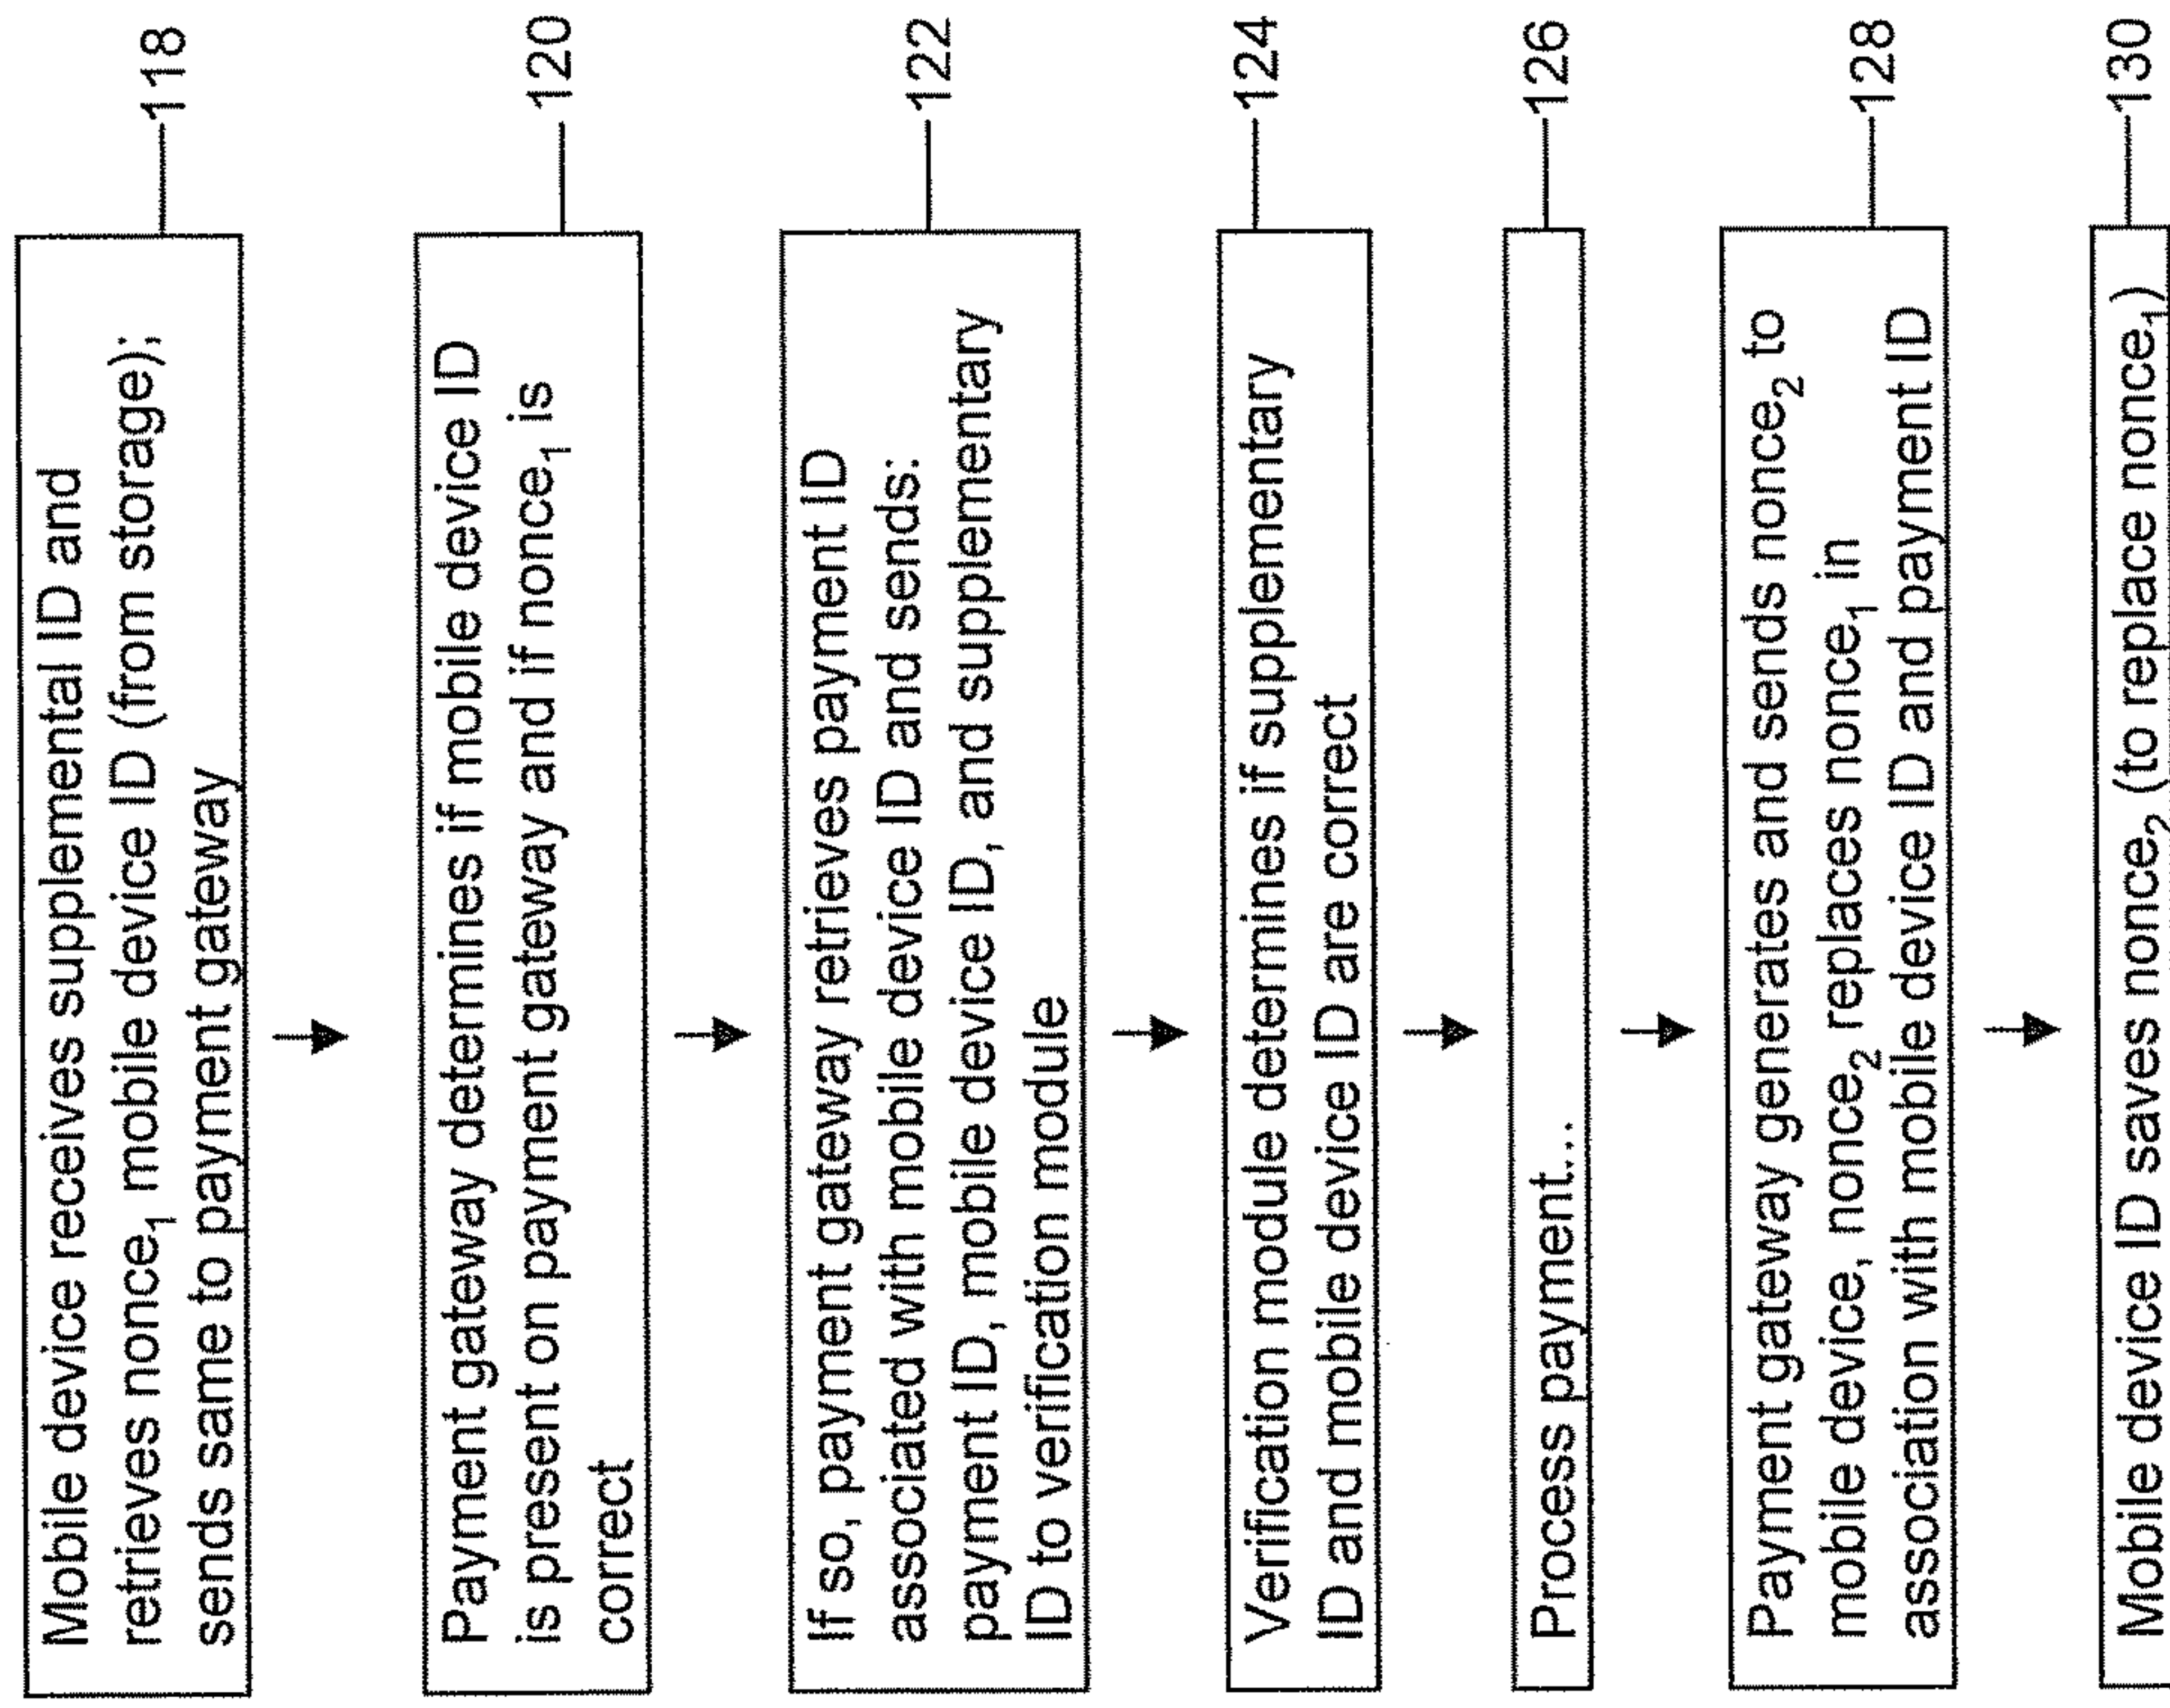 Mobile device receives supplemental ID and
retrieves nonce₁ mobile device ID (from storage);
sends same to payment gateway
118
Payment gateway determines if mobile device ID
is present on payment gateway and if nonce₁ is
correct
120
If so, payment gateway retrieves payment ID
associated with mobile device ID and sends:
payment ID, mobile device ID, and supplementary
ID to verification module
122
Verification module determines if supplementary
ID and mobile device ID are correct
124
Process payment...
126
Payment gateway generates and sends nonce₂ to
mobile device, nonce₂ replaces nonce₁ in
association with mobile device ID and payment ID
128
Mobile device ID saves nonce₂ (to replace nonce₁)
130